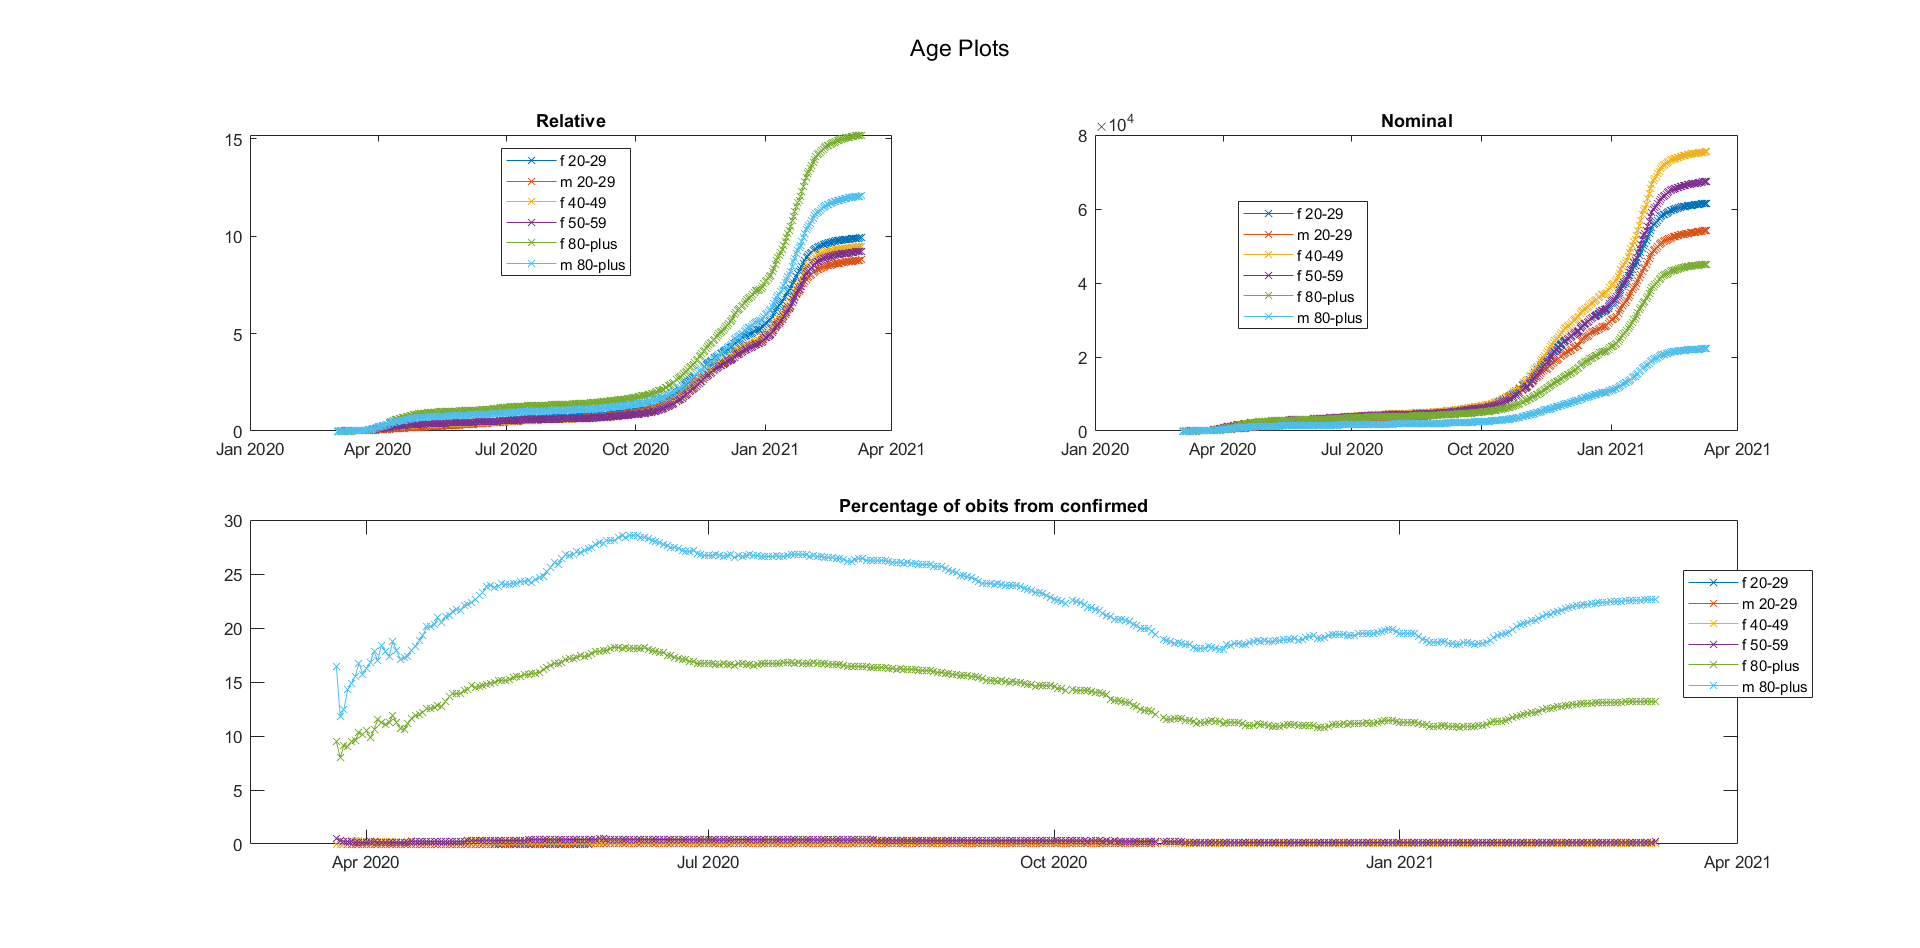 Age Plots
Relative
15
10
5
0
Jan 2020 Apr 2020 Jul 2020 Oct 2020 Jan 2021 Apr 2021
f 20-29
m 20-29
f 40-49
f 50-59
f 80-plus
m 80-plus
Nominal
×10^4
8
6
4
2
0
Jan 2020 Apr 2020 Jul 2020 Oct 2020 Jan 2021 Apr 2021
f 20-29
m 20-29
f 40-49
f 50-59
f 80-plus
m 80-plus
Percentage of obits from confirmed
30
25
20
15
10
5
0
Apr 2020 Jul 2020 Oct 2020 Jan 2021 Apr 2021
f 20-29
m 20-29
f 40-49
f 50-59
f 80-plus
m 80-plus